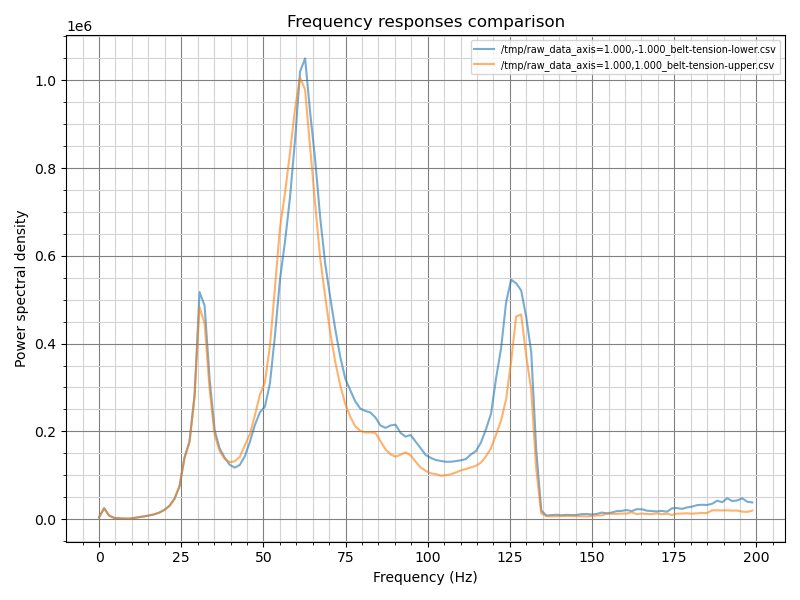 Frequency responses comparison
1e6
/tmp/raw_data_axis=1.000,-1.000_belt-tension-lower.csv
/tmp/raw_data_axis=1.000,1.000_belt-tension-upper.csv
1.0
0.8
0.6
0.4
0.2
0.0
Power spectral density
0 25 50 75 100 125 150 175 200
Frequency (Hz)